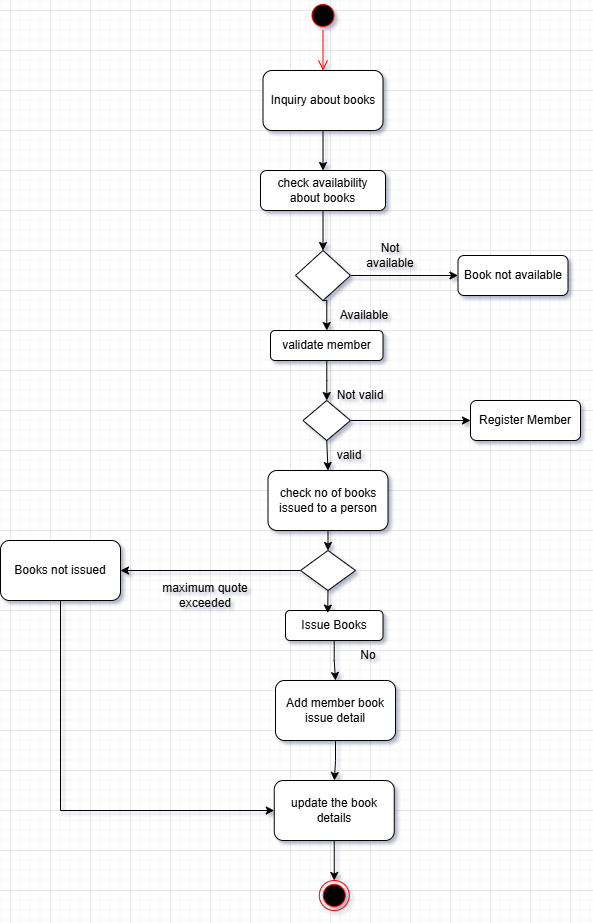 Inquiry about books
check availability
about books
Not
available
Book not available
Available
validate member
Not valid
Register Member
valid
check no of books
issued to a person
Books not issued
maximum quote
exceeded
Issue Books
No
Add member book
issue detail
update the book
details